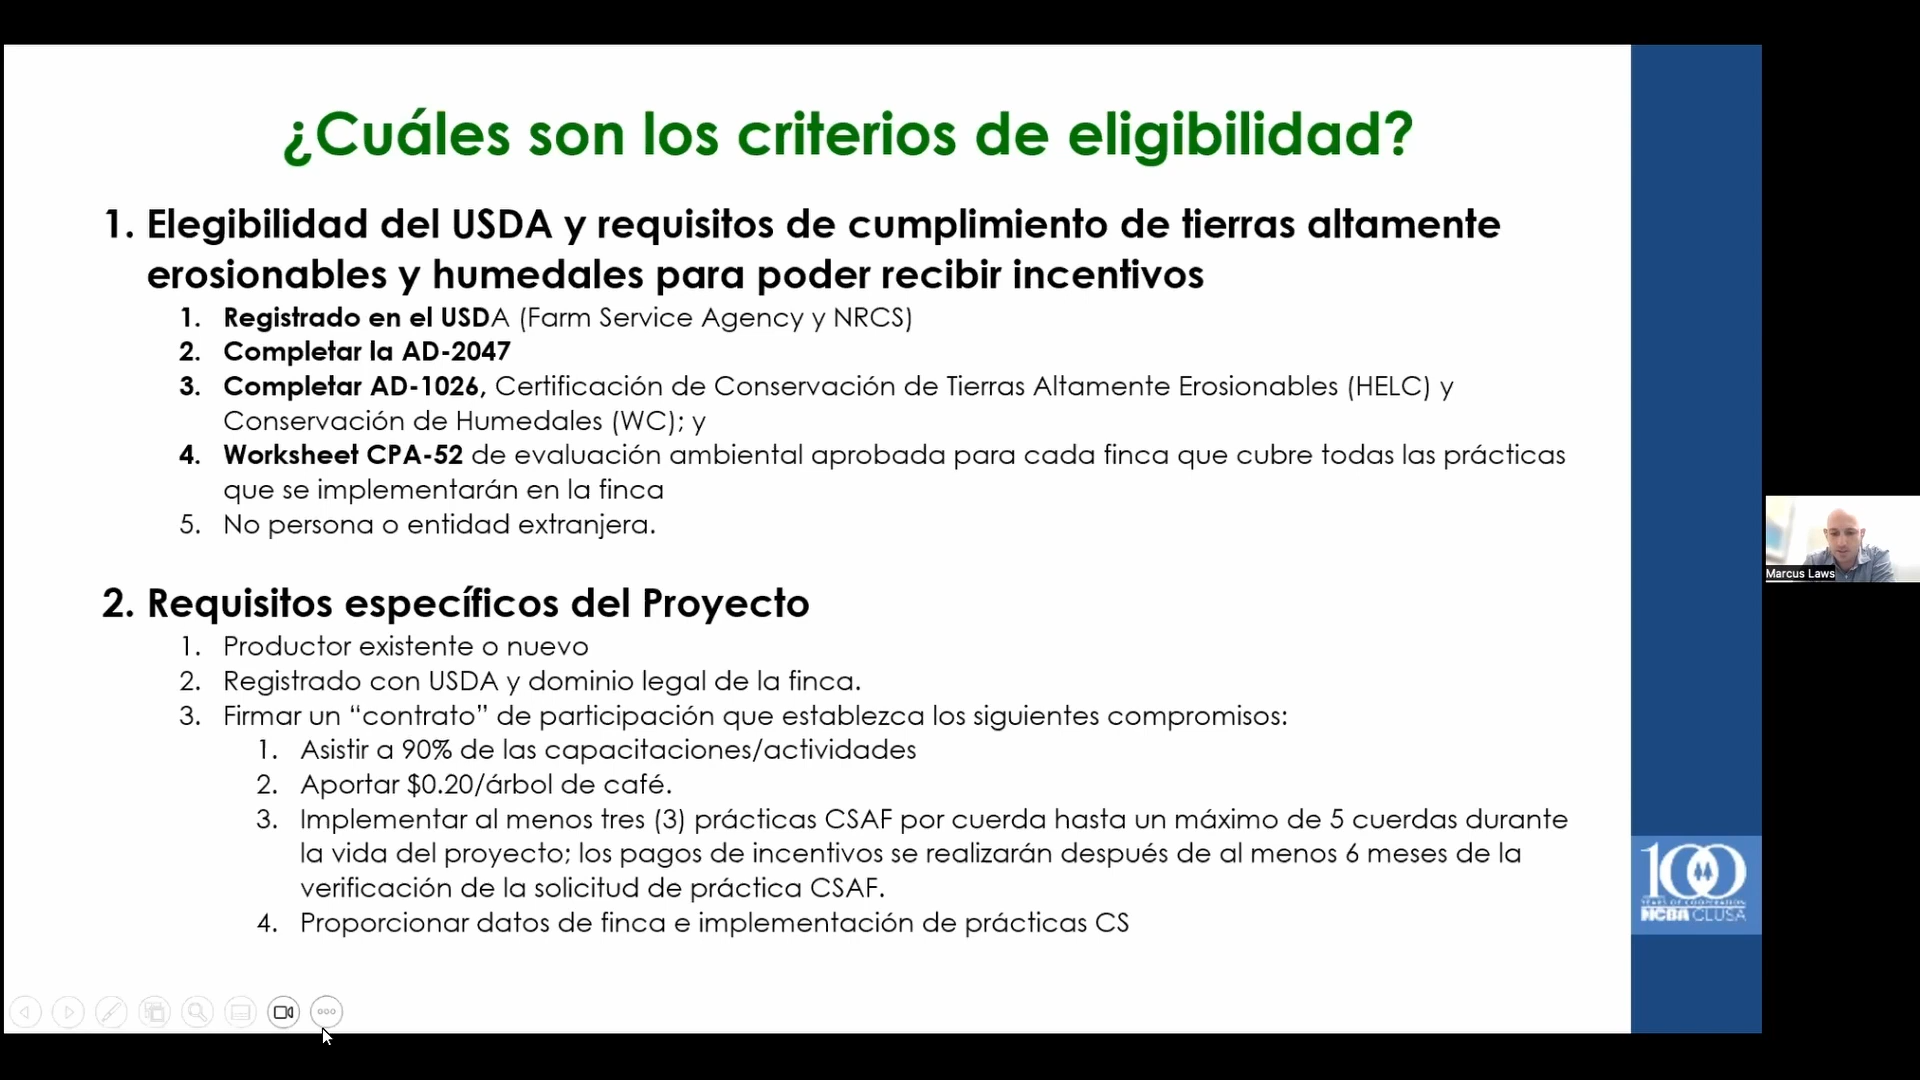 ¿Cuáles son los criterios de eligibilidad?
1. Elegibilidad del USDA y requisitos de cumplimiento de tierras altamente
erosionables y humedales para poder recibir incentivos
1. Registrado en el USDA (Farm Service Agency y NRCS)
2. Completar la AD-2047
3. Completar AD-1026, Certificación de Conservación de Tierras Altamente Erosionables (HELC) y
Conservación de Humedales (WC); y
4. Worksheet CPA-52 de evaluación ambiental aprobada para cada finca que cubre todas las prácticas
que se implementarán en la finca
5. No persona o entidad extranjera.
2. Requisitos específicos del Proyecto
1. Productor existente o nuevo
2. Registrado con USDA y dominio legal de la finca.
3. Firmar un “contrato” de participación que establezca los siguientes compromisos:
1. Asistir a 90% de las capacitaciones/actividades
2. Aportar $0.20/árbol de café.
3. Implementar al menos tres (3) prácticas CSAF por cuerda hasta un máximo de 5 cuerdas durante
la vida del proyecto; los pagos de incentivos se realizarán después de al menos 6 meses de la
verificación de la solicitud de práctica CSAF.
4. Proporcionar datos de finca e implementación de prácticas CS
100
YEARS OF COOPERATION
NCBA CLUSA
Marcus Laws